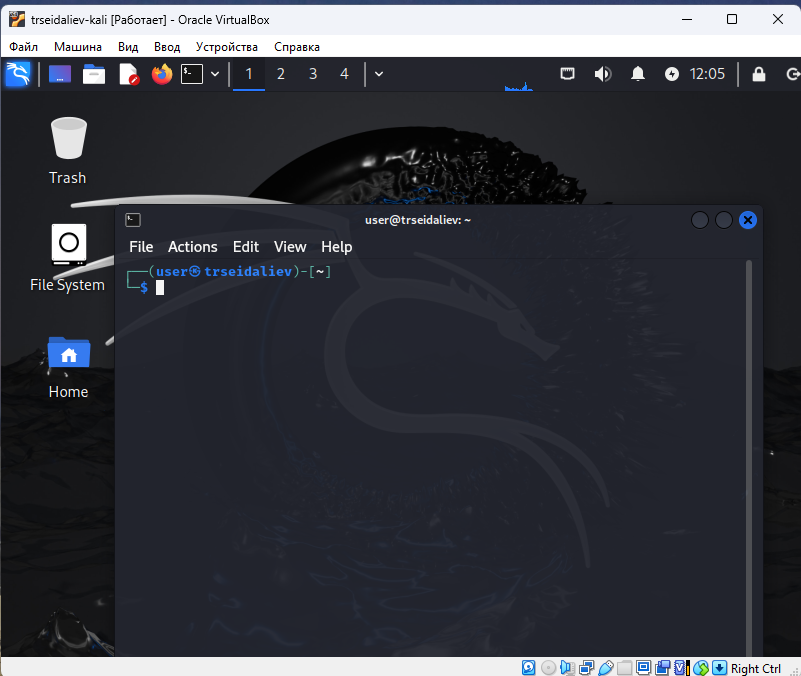 trseidaliev-kali [Работает] - Oracle VirtualBox
Файл Машина Вид Ввод Устройства Справка
1 2 3 4 12:05
Trash
user@trseidaliev: ~
File Actions Edit View Help
(user㉿trseidaliev)-[~]
$
File System
Home
Right Ctrl